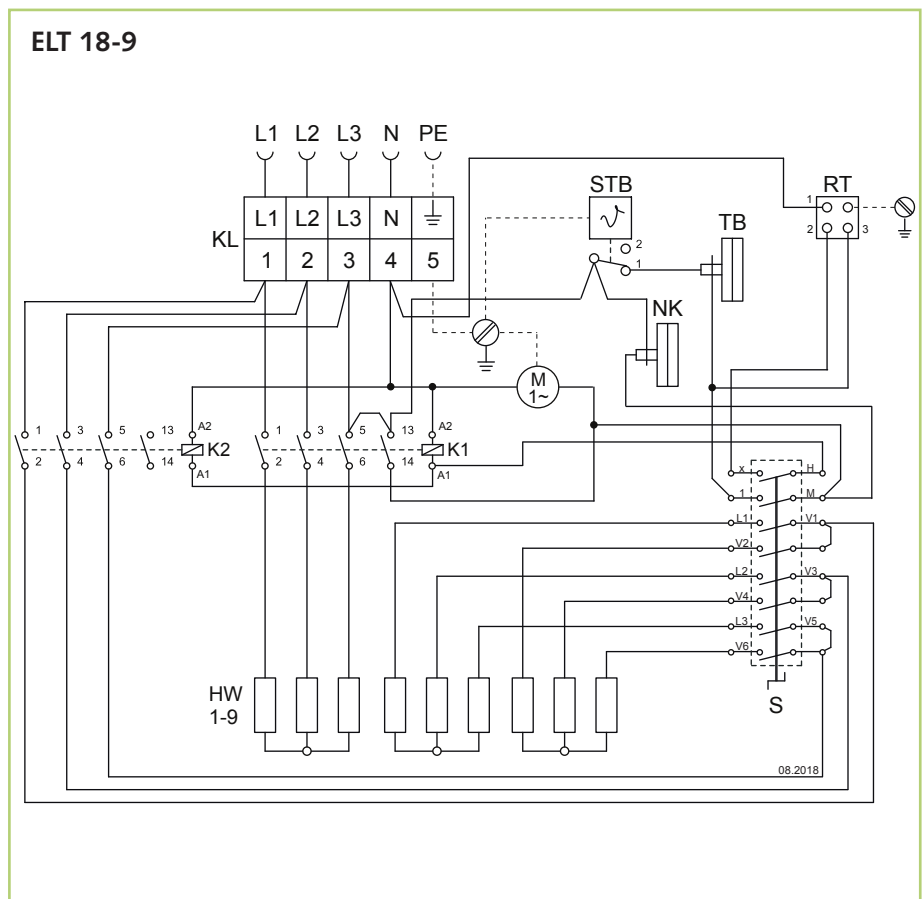 ELT 18-9
L1 L2 L3 N PE
STB
RT
KL
L1 L2 L3 N
1 2 3 4 5
1
2 3
TB
2
1
NK
M
1~
1 3 5 13 A2
K2
2 4 6 14 A1
1 3 5 13 A2
K1
2 4 6 14 A1
x H
1 M
L1 V1
V2
L2 V3
V4
L3 V5
V6
S
HW
1-9
08.2018